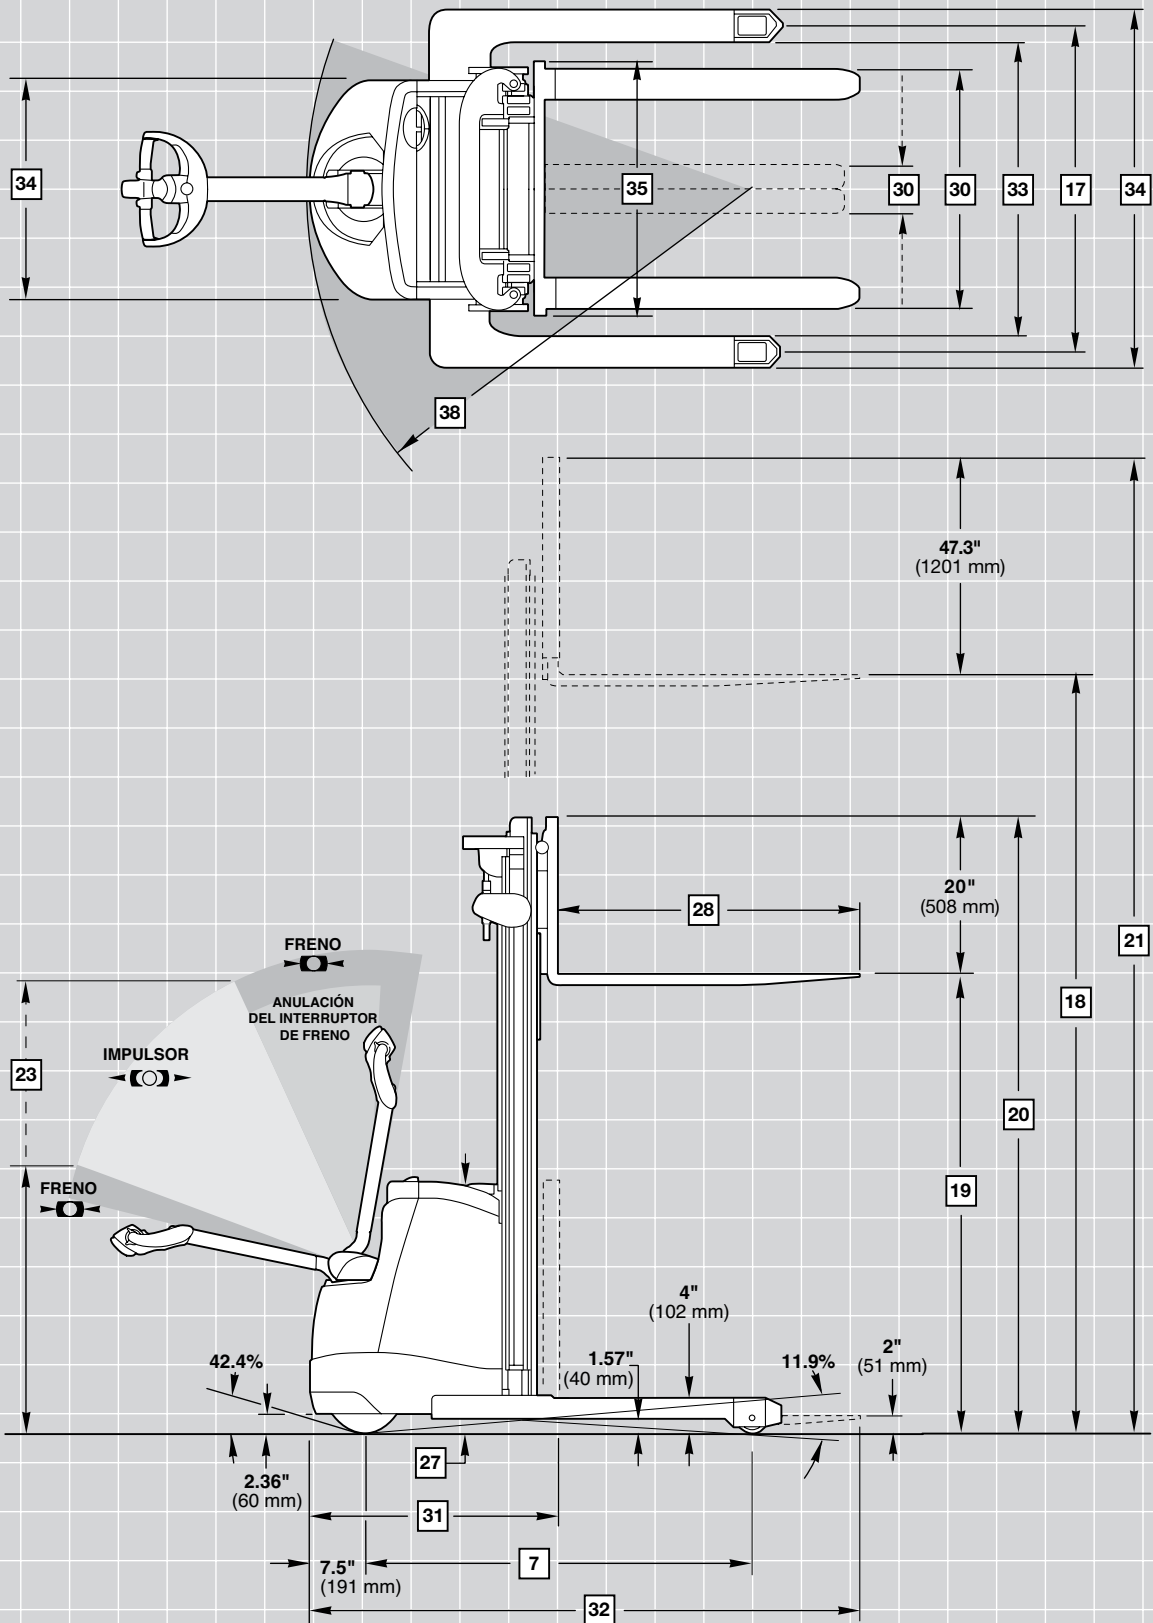 34
35
30
30
33
17
34
38
47.3"
(1201 mm)
20"
(508 mm)
28
21
FRENO
ANULACIÓN
DEL INTERRUPTOR
DE FRENO
18
IMPULSOR
23
20
FRENO
19
4"
(102 mm)
42.4%
1.57"
(40 mm)
11.9%
2"
(51 mm)
27
2.36"
(60 mm)
31
7.5"
(191 mm)
7
32